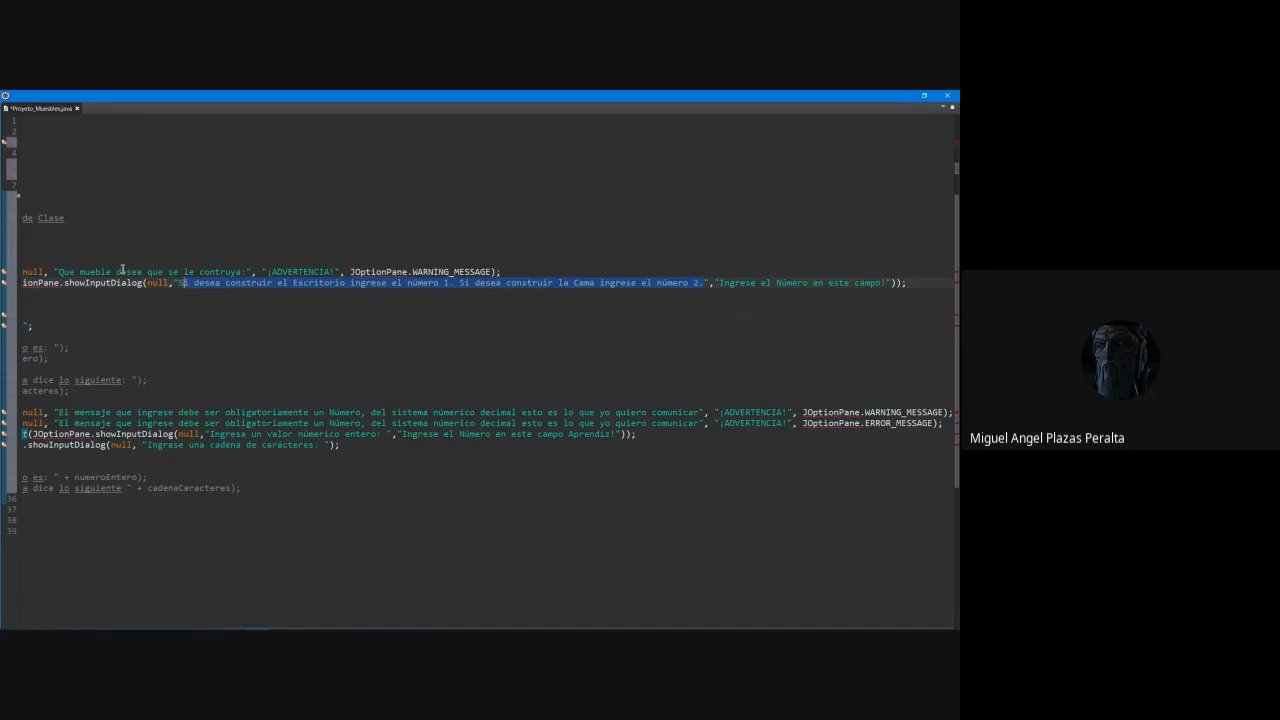 *Proyeto_Muesbles.java
1
2
4
7
de Clase
null, "Que mueble desea que se le contruya:", "¡ADVERTENCIA!", JOptionPane.WARNING_MESSAGE);
ionPane.showInputDialog(null,"Si desea construir el Escritorio ingrese el número 1. Si desea construir la Cama ingrese el número 2.","Ingrese el Número en este campo!"));
";
o es: ");
ero);
a dice lo siguiente: ");
acteres);
null, "El mensaje que ingrese debe ser obligatoriamente un Número, del sistema númerico decimal esto es lo que yo quiero comunicar", "¡ADVERTENCIA!", JOptionPane.WARNING_MESSAGE);
null, "El mensaje que ingrese debe ser obligatoriamente un Número, del sistema númerico decimal esto es lo que yo quiero comunicar", "¡ADVERTENCIA!", JOptionPane.ERROR_MESSAGE);
t(JOptionPane.showInputDialog(null,"Ingresa un valor númerico entero: ","Ingrese el Número en este campo Aprendiz!"));
.showInputDialog(null, "Ingrese una cadena de carácteres: ");
o es: " + numeroEntero);
a dice lo siguiente " + cadenaCaracteres);
36
37
38
39
Miguel Angel Plazas Peralta